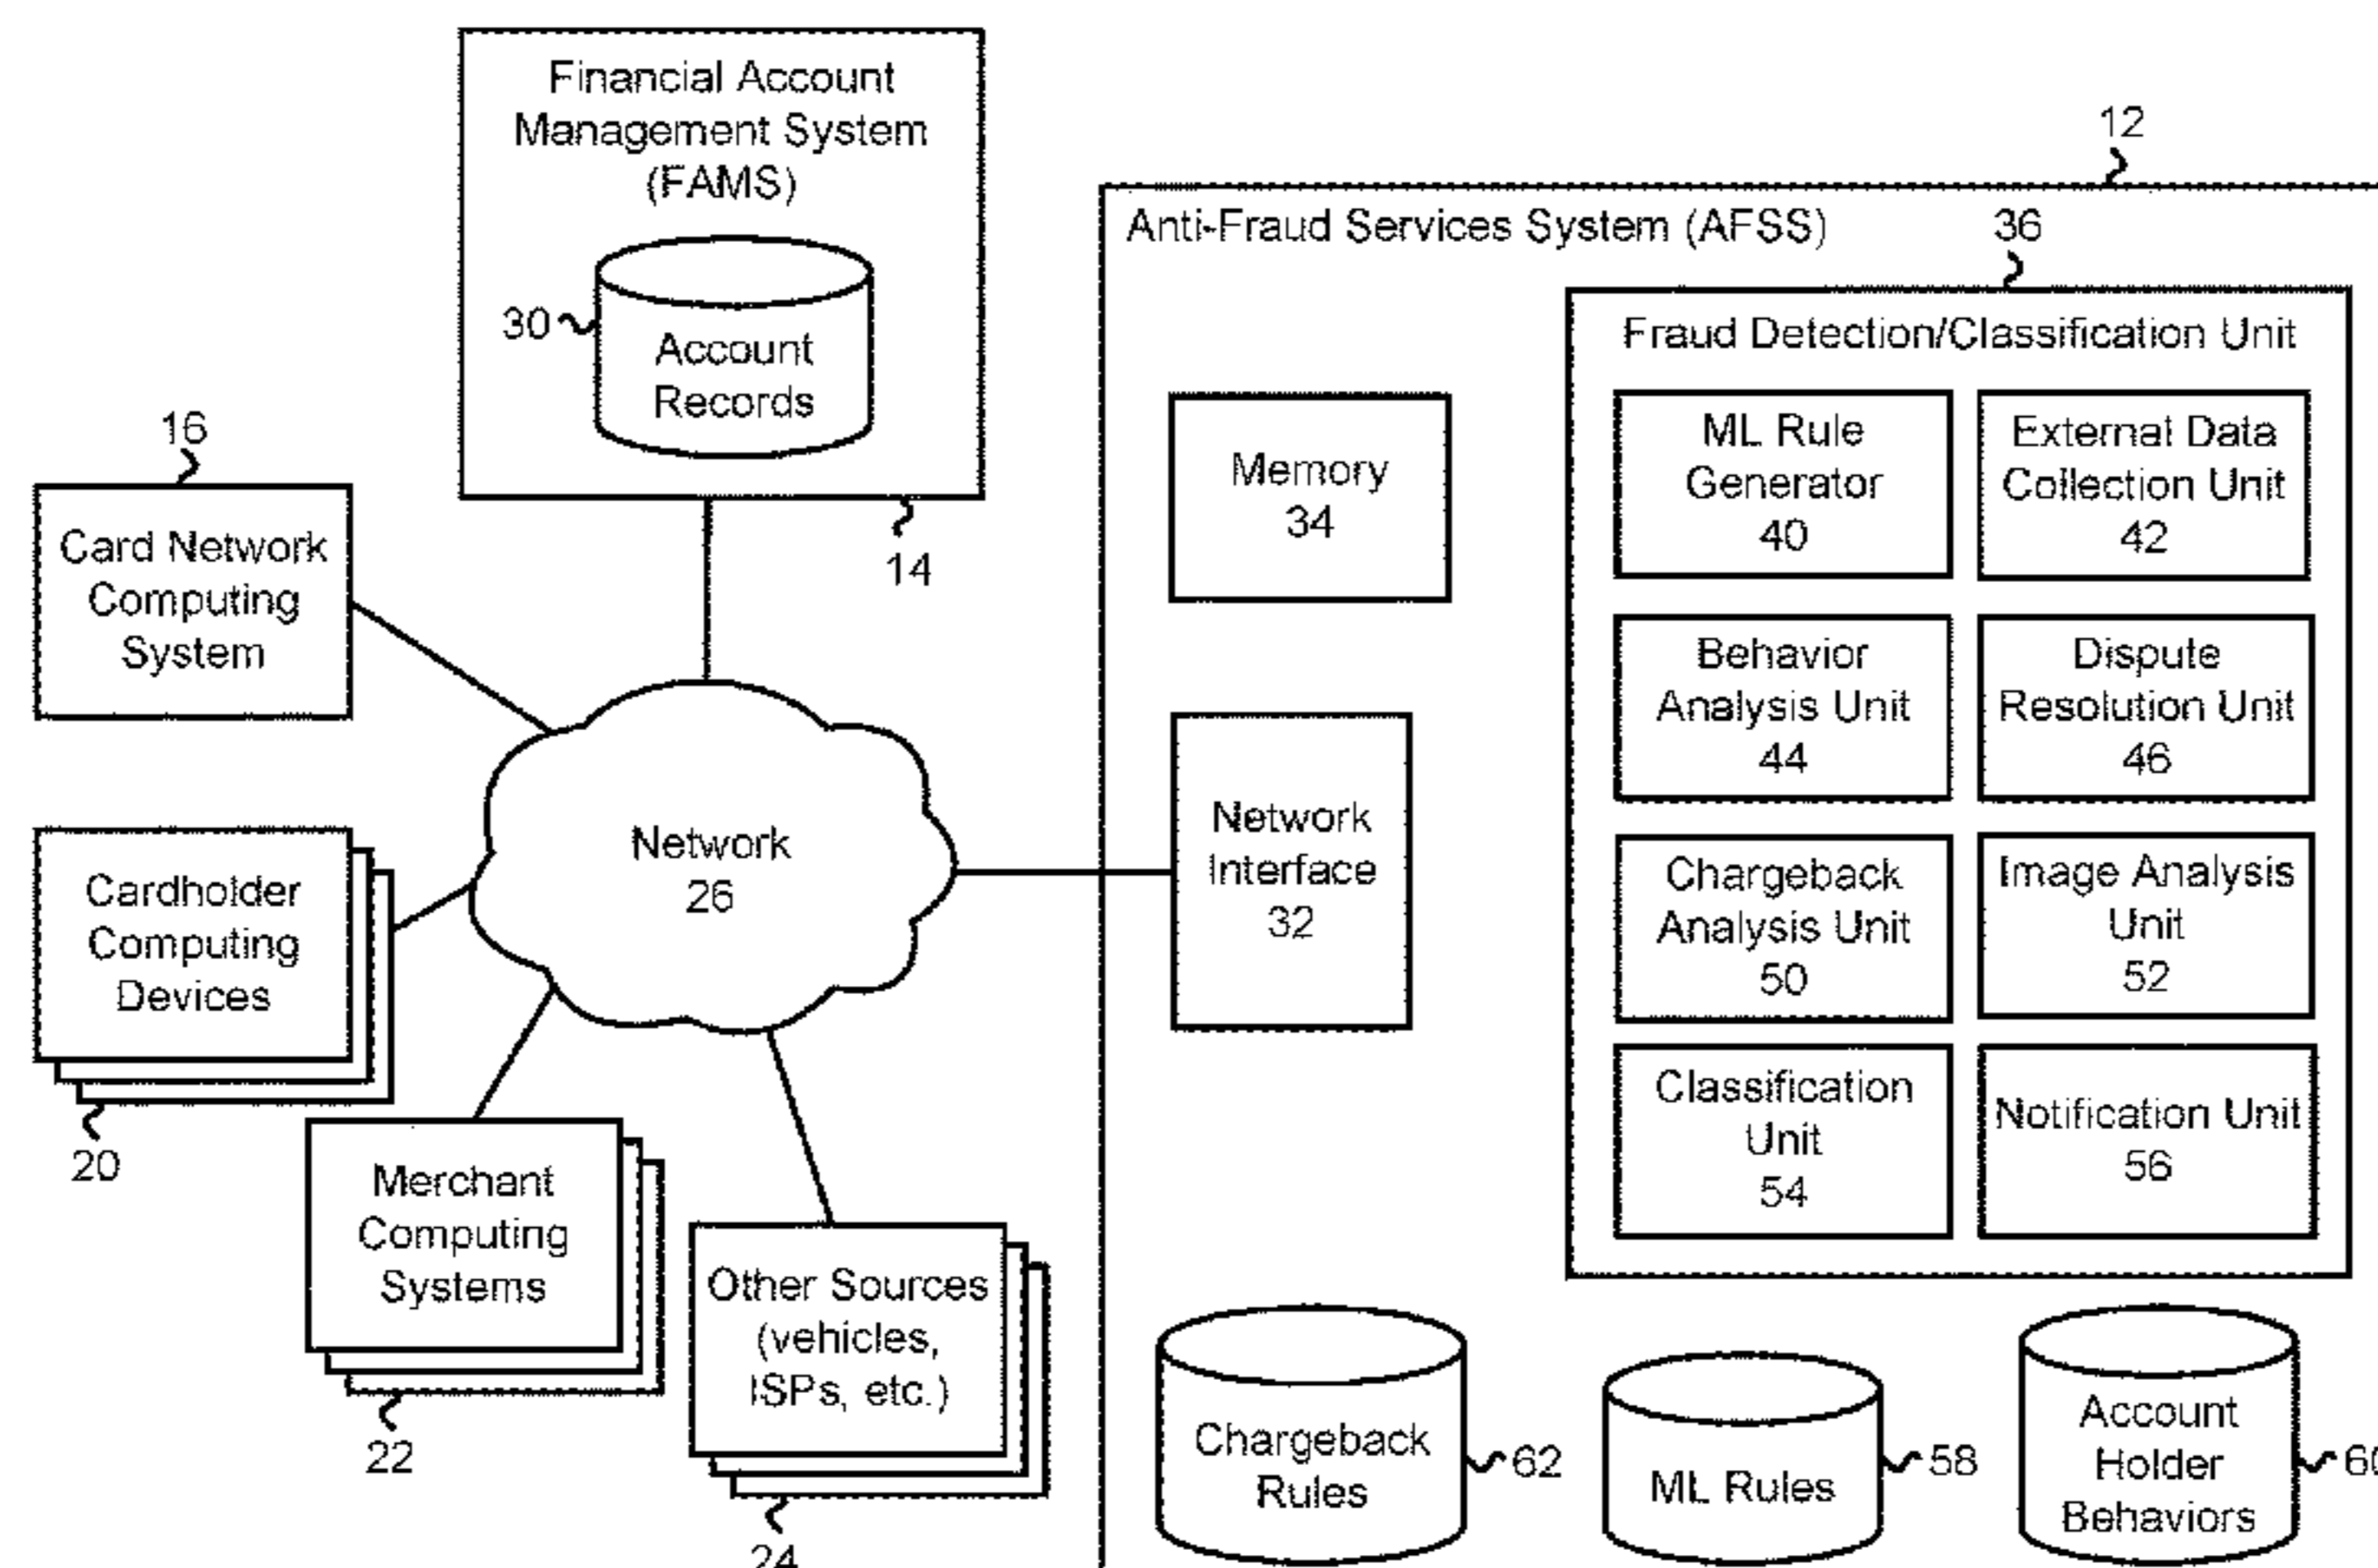 Financial Account
Management System
(FAMS)
30
Account
Records
14
16
Card Network
Computing
System
Cardholder
Computing
Devices
20
Merchant
Computing
Systems
22
Other Sources
(vehicles,
ISPs, etc.)
24
Network
26
12
Anti-Fraud Services System (AFSS)
Memory
34
Network
Interface
32
36
Fraud Detection/Classification Unit
ML Rule
Generator
40
External Data
Collection Unit
42
Behavior
Analysis Unit
44
Dispute
Resolution Unit
46
Chargeback
Analysis Unit
50
Image Analysis
Unit
52
Classification
Unit
54
Notification Unit
56
Chargeback
Rules
62
ML Rules
58
Account
Holder
Behaviors
60